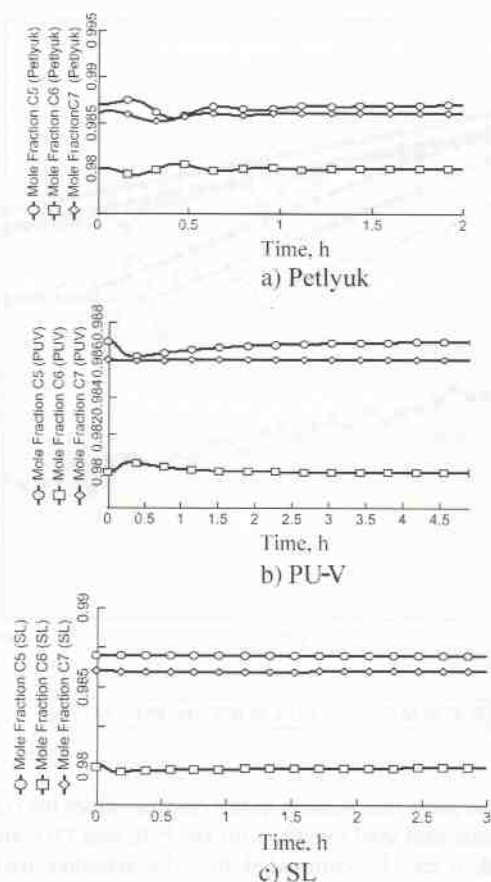 0.995
0.99
0.985
0.98
Mole Fraction C5 (Petlyuk)
Mole Fraction C6 (Petlyuk)
Mole FractionC7 (Petlyuk)
0 0.5 1 1.5 2
Time, h
a) Petlyuk
0.988
0.986
0.984
0.982
0.98
Mole Fraction C5 (PUV)
Mole Fraction C6 (PUV)
Mole Fraction C7 (PUV)
0 0.5 1 1.5 2 2.5 3 3.5 4 4.5
Time, h
b) PU-V
0.99
0.985
0.98
Mole Fraction C5 (SL)
Mole Fraction C6 (SL)
Mole Fraction C7 (SL)
0 0.5 1 1.5 2 2.5 3
Time, h
c) SL